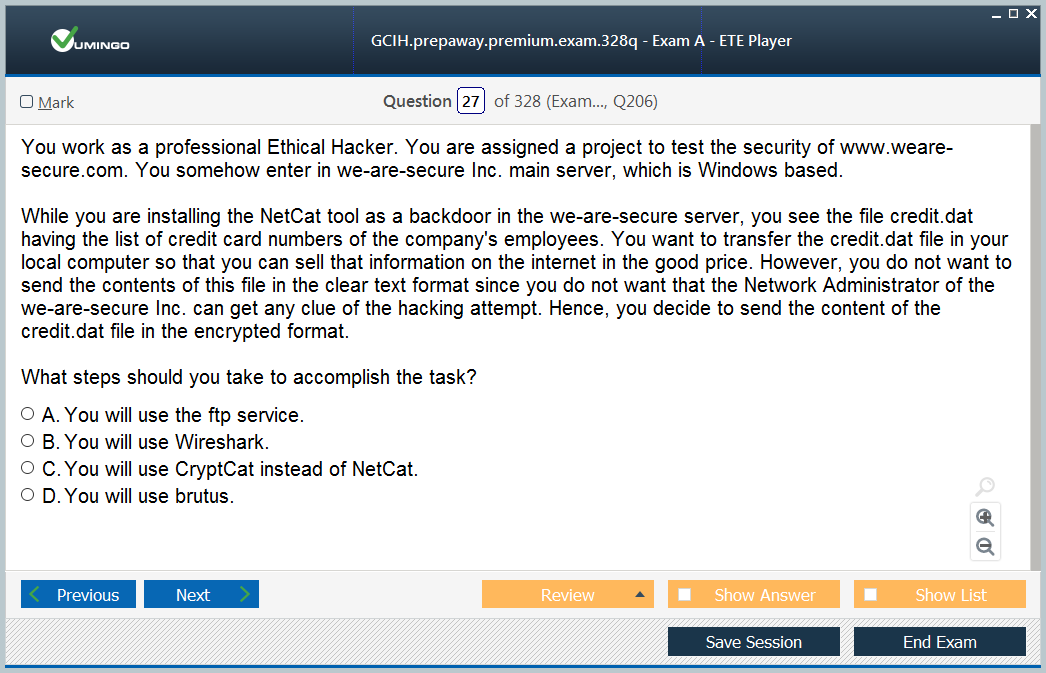 VUMINGO
GCIH.prepaway.premium.exam.328q - Exam A - ETE Player
Mark
Question 27 of 328 (Exam..., Q206)
You work as a professional Ethical Hacker. You are assigned a project to test the security of www.weare-
secure.com. You somehow enter in we-are-secure Inc. main server, which is Windows based.
While you are installing the NetCat tool as a backdoor in the we-are-secure server, you see the file credit.dat
having the list of credit card numbers of the company's employees. You want to transfer the credit.dat file in your
local computer so that you can sell that information on the internet in the good price. However, you do not want to
send the contents of this file in the clear text format since you do not want that the Network Administrator of the
we-are-secure Inc. can get any clue of the hacking attempt. Hence, you decide to send the content of the
credit.dat file in the encrypted format.
What steps should you take to accomplish the task?
A. You will use the ftp service.
B. You will use Wireshark.
C. You will use CryptCat instead of NetCat.
D. You will use brutus.
Previous Next Review Show Answer Show List
Save Session End Exam